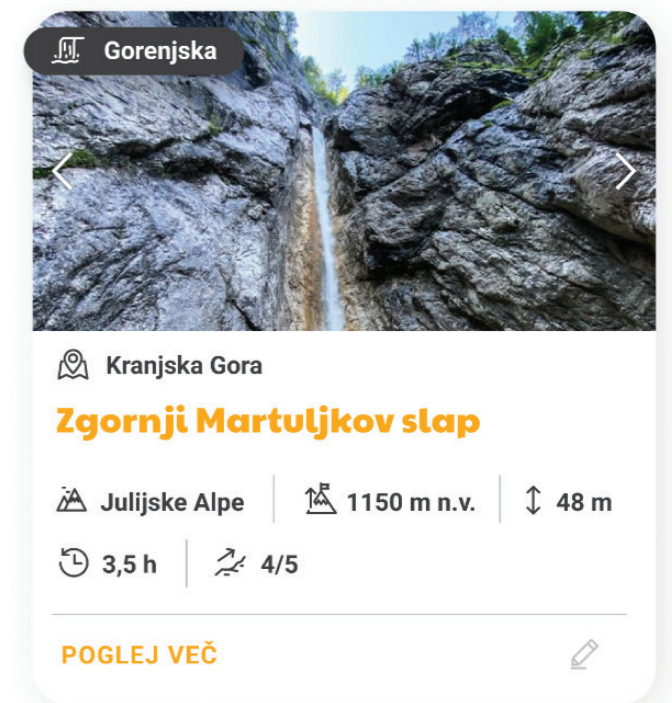 Gorenjska
Kranjska Gora
Zgornji Martuljkov slap
Julijske Alpe
1150 m n.v.
48 m
3,5 h
4/5
POGLEJ VEČ